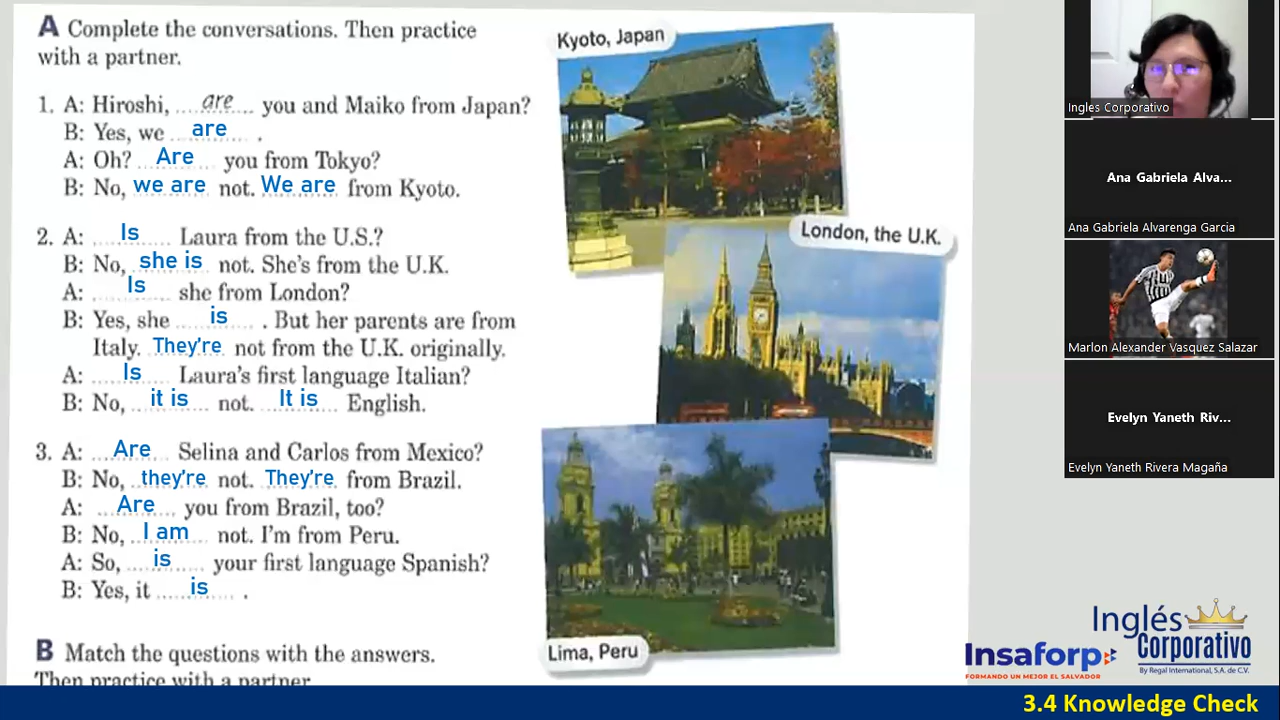 A Complete the conversations. Then practice
with a partner.
1. A: Hiroshi, are you and Maiko from Japan?
B: Yes, we are .
A: Oh? Are you from Tokyo?
B: No, we are not. We are from Kyoto.
2. A: Is Laura from the U.S.?
B: No, she is not. She's from the U.K.
A: Is she from London?
B: Yes, she is . But her parents are from
Italy. They're not from the U.K. originally.
A: Is Laura's first language Italian?
B: No, it is not. It is English.
3. A: Are Selina and Carlos from Mexico?
B: No, they're not. They're from Brazil.
A: Are you from Brazil, too?
B: No, I am not. I'm from Peru.
A: So, is your first language Spanish?
B: Yes, it is .
B Match the questions with the answers.
Then practice with a partner
Kyoto, Japan
London, the U.K.
Lima, Peru
Ingles Corporativo
Ana Gabriela Alva...
Ana Gabriela Alvarenga Garcia
Marlon Alexander Vasquez Salazar
Evelyn Yaneth Riv...
Evelyn Yaneth Rivera Magaña
Insaforp
FORMANDO UN MEJOR EL SALVADOR
Inglés
Corporativo
By Regal International, S.A. de C.V.
3.4 Knowledge Check